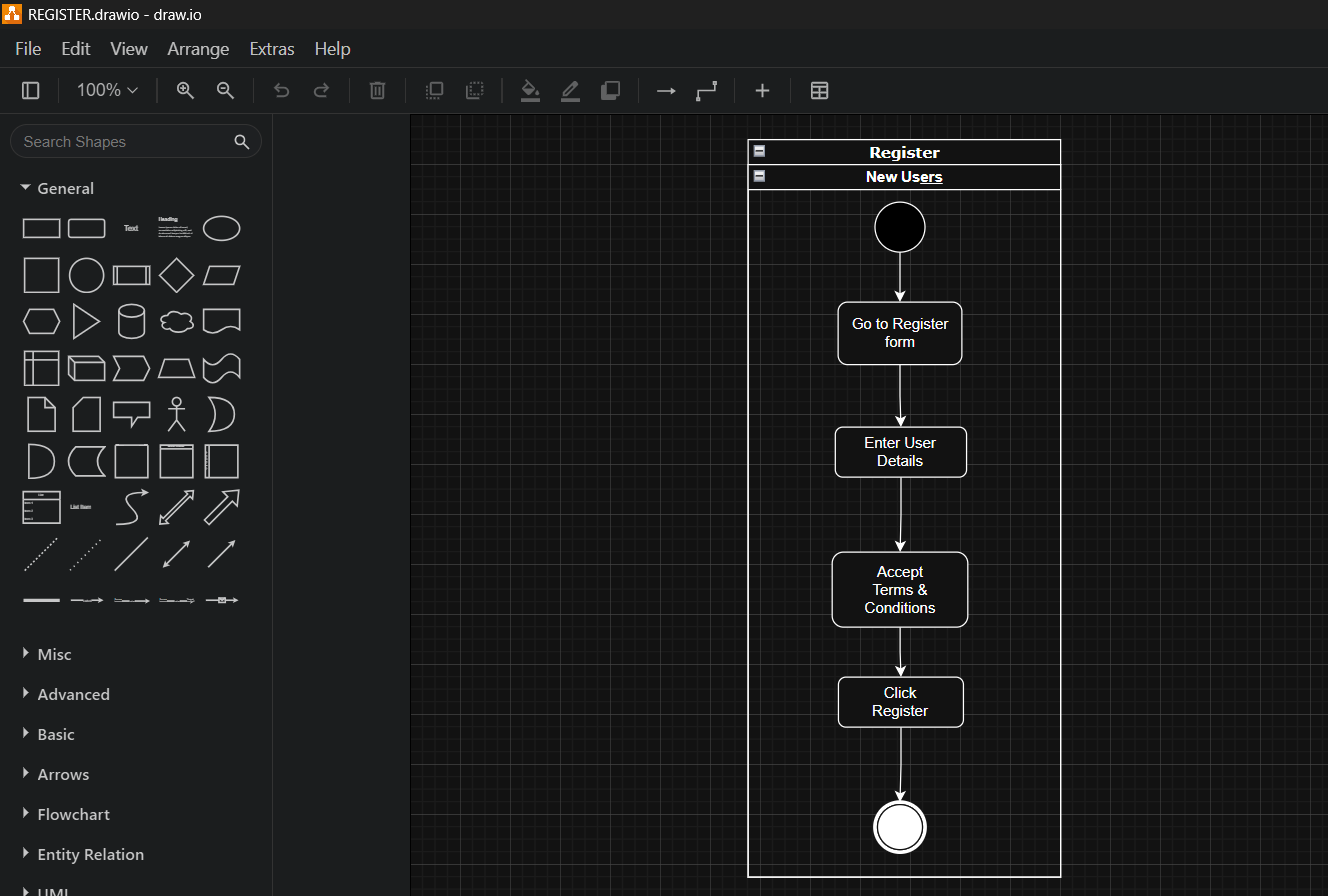 REGISTER.drawio - draw.io
File Edit View Arrange Extras Help
100%
Search Shapes
General
Text
Heading
List Item
Misc
Advanced
Basic
Arrows
Flowchart
Entity Relation
UML
Register
New Users
Go to Register
form
Enter User
Details
Accept
Terms &
Conditions
Click
Register